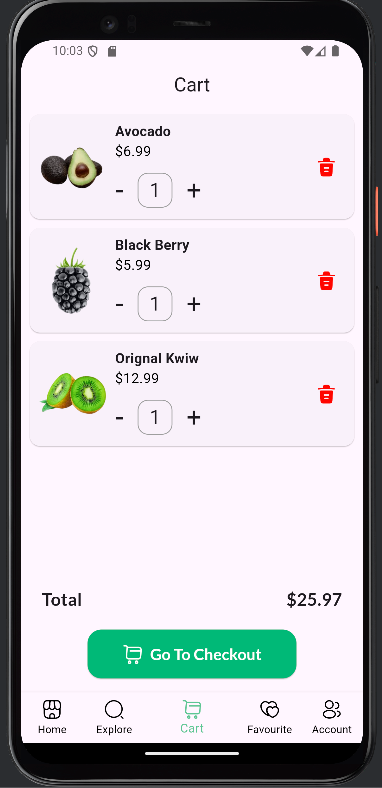 10:03
Cart
Avocado
$6.99
- 1 +
Black Berry
$5.99
- 1 +
Orignal Kwiw
$12.99
- 1 +
Total $25.97
Go To Checkout
Home Explore Cart Favourite Account